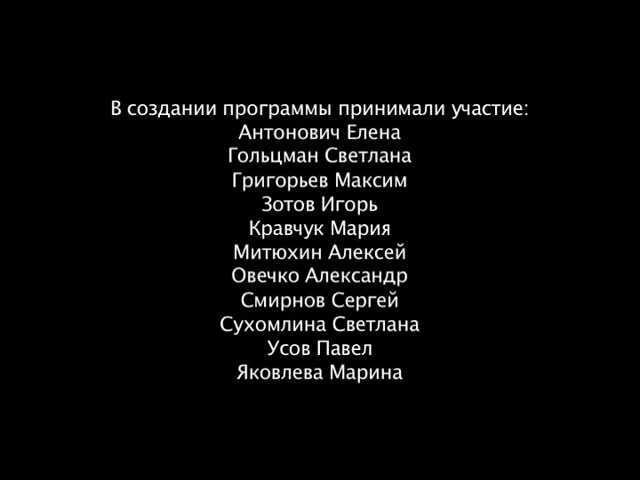 В создании программы принимали участие:
Антонович Елена
Гольцман Светлана
Григорьев Максим
Зотов Игорь
Кравчук Мария
Митюхин Алексей
Овечко Александр
Смирнов Сергей
Сухомлина Светлана
Усов Павел
Яковлева Марина